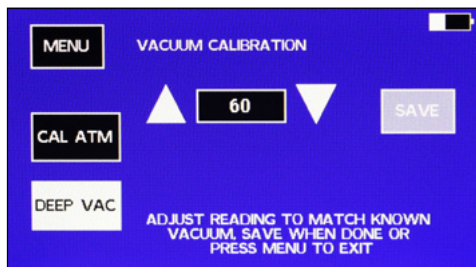 MENU
VACUUM CALIBRATION
60
SAVE
CAL ATM
DEEP VAC
ADJUST READING TO MATCH KNOWN
VACUUM, SAVE WHEN DONE OR
PRESS MENU TO EXIT